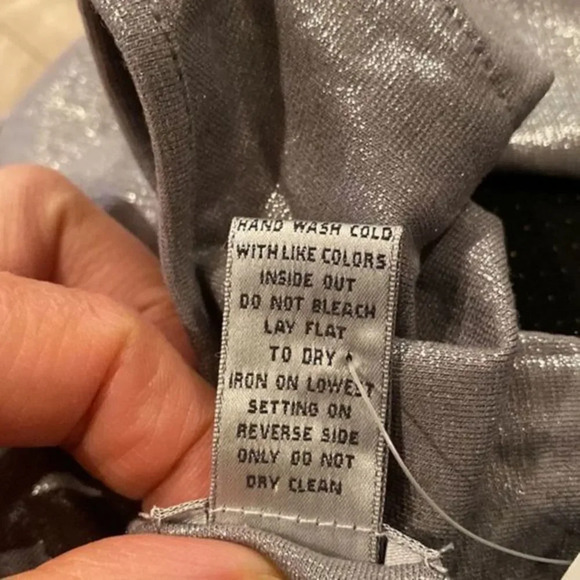 HAND WASH COLD
WITH LIKE COLORS
INSIDE OUT
DO NOT BLEACH
LAY FLAT
TO DRY
IRON ON LOWEST
SETTING ON
REVERSE SIDE
ONLY DO NOT
DRY CLEAN